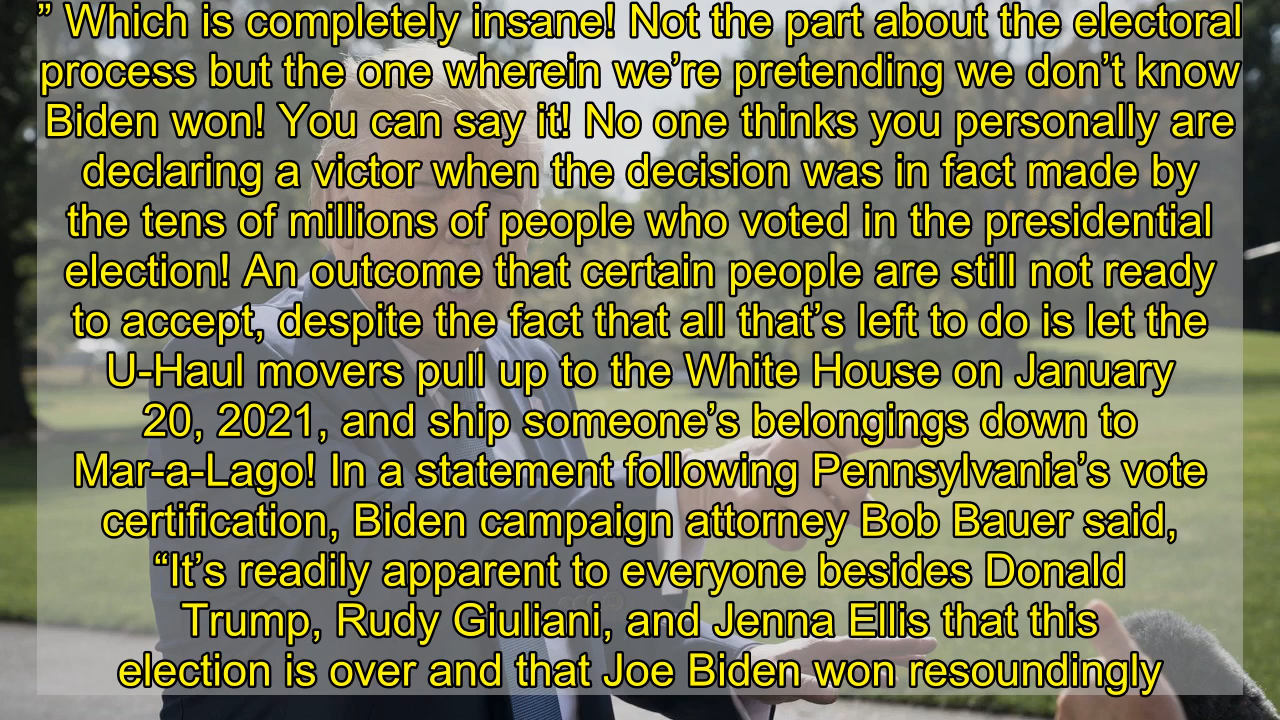 ” Which is completely insane! Not the part about the electoral
process but the one wherein we’re pretending we don’t know
Biden won! You can say it! No one thinks you personally are
declaring a victor when the decision was in fact made by
the tens of millions of people who voted in the presidential
election! An outcome that certain people are still not ready
to accept, despite the fact that all that’s left to do is let the
U-Haul movers pull up to the White House on January
20, 2021, and ship someone’s belongings down to
Mar-a-Lago! In a statement following Pennsylvania’s vote
certification, Biden campaign attorney Bob Bauer said,
“It’s readily apparent to everyone besides Donald
Trump, Rudy Giuliani, and Jenna Ellis that this
election is over and that Joe Biden won resoundingly